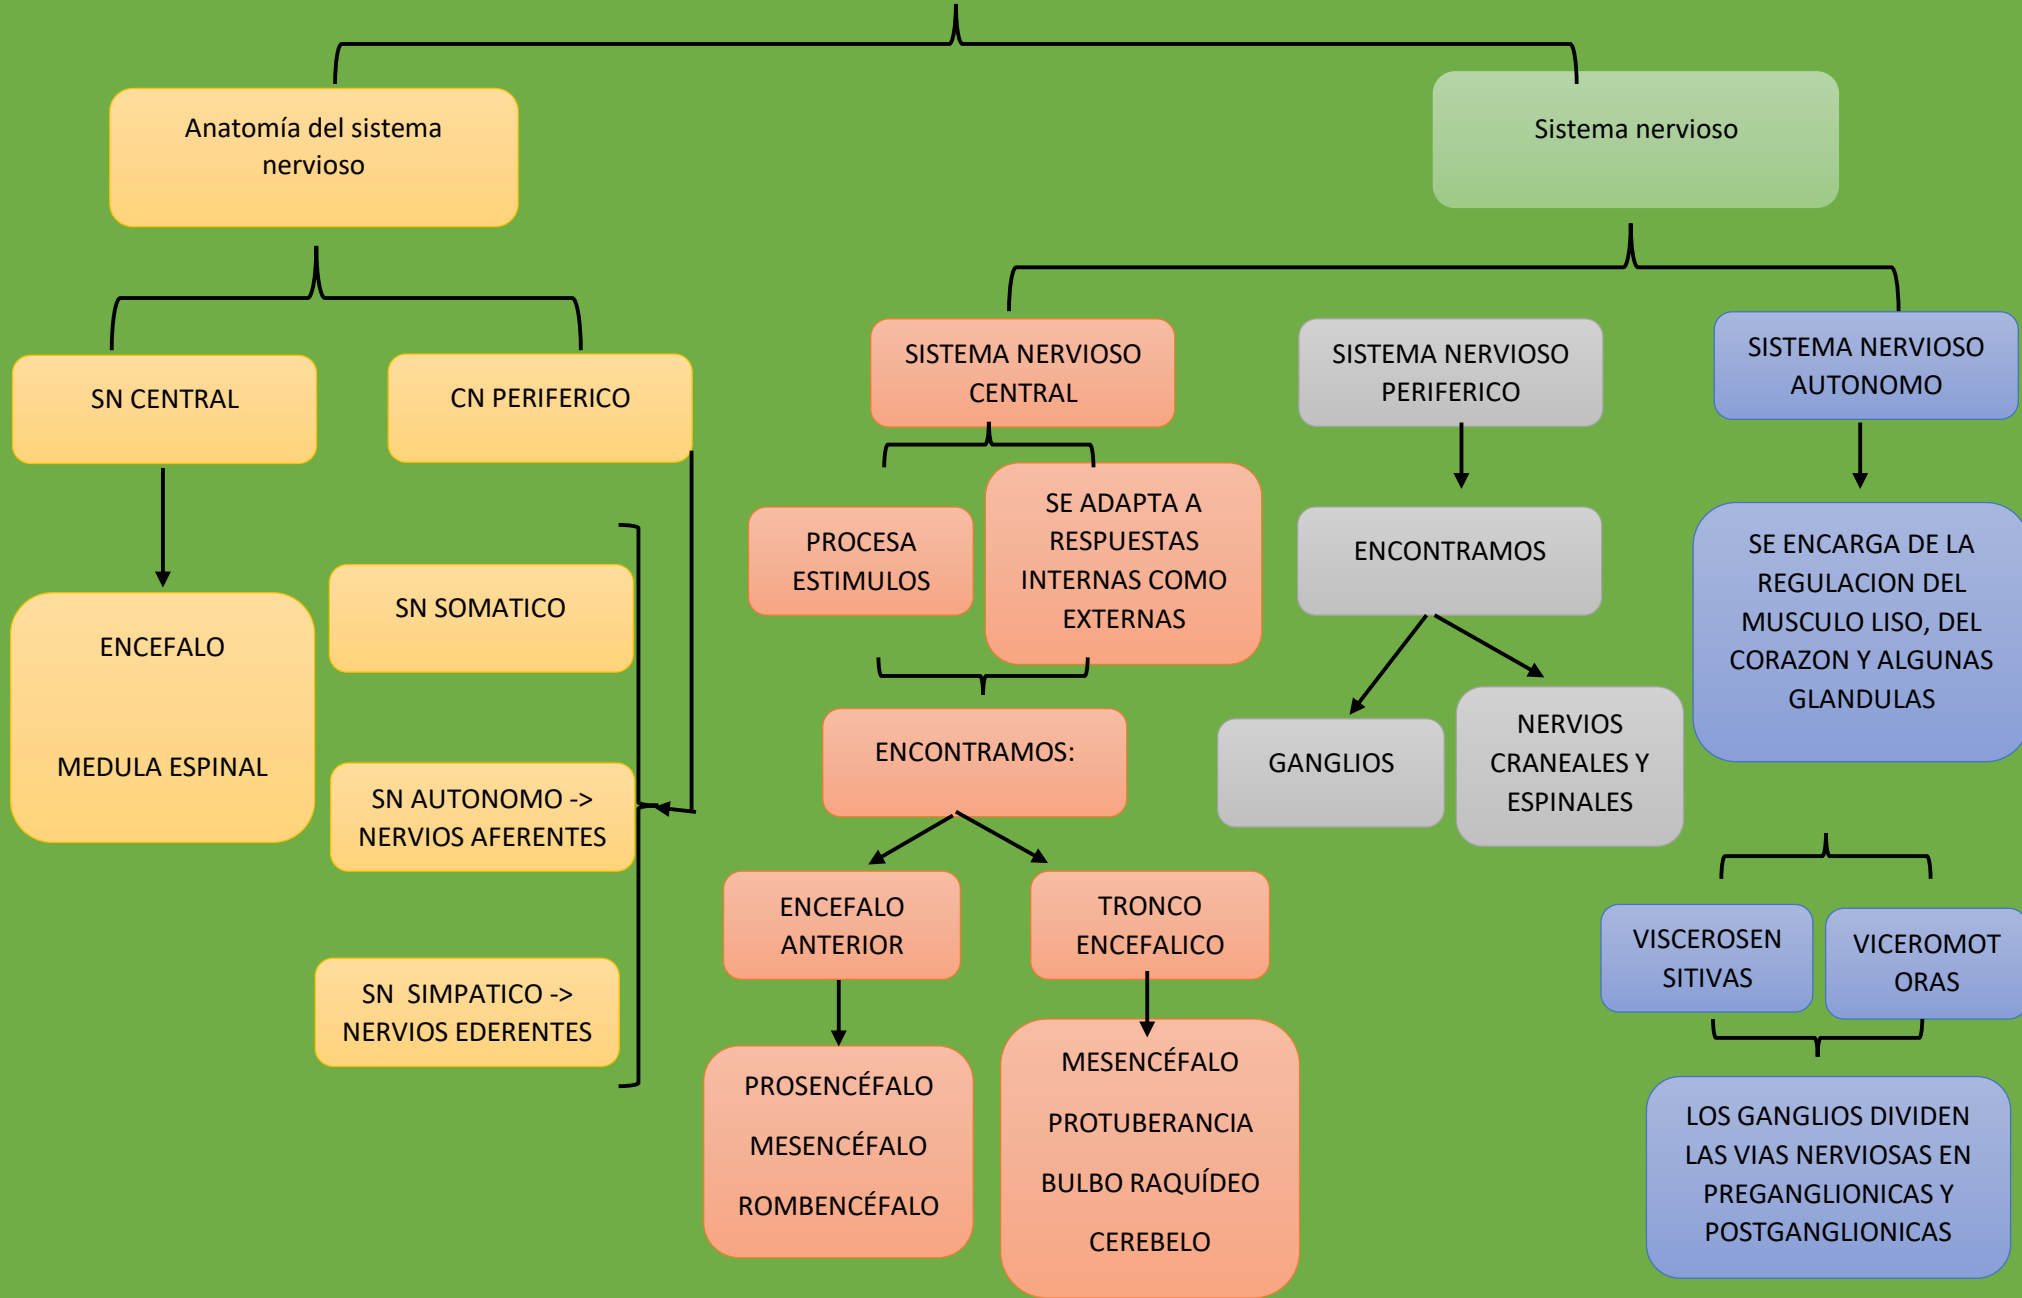 Anatomía del sistema
nervioso
Sistema nervioso
SN CENTRAL
CN PERIFERICO
ENCEFALO
MEDULA ESPINAL
SN SOMATICO
SN AUTONOMO ->
NERVIOS AFERENTES
SN SIMPATICO ->
NERVIOS EDERENTES
SISTEMA NERVIOSO
CENTRAL
PROCESA
ESTIMULOS
SE ADAPTA A
RESPUESTAS
INTERNAS COMO
EXTERNAS
ENCONTRAMOS:
ENCEFALO
ANTERIOR
TRONCO
ENCEFALICO
PROSENCÉFALO
MESENCÉFALO
ROMBENCÉFALO
MESENCÉFALO
PROTUBERANCIA
BULBO RAQUÍDEO
CEREBELO
SISTEMA NERVIOSO
PERIFERICO
ENCONTRAMOS
GANGLIOS
NERVIOS
CRANEALES Y
ESPINALES
SISTEMA NERVIOSO
AUTONOMO
SE ENCARGA DE LA
REGULACION DEL
MUSCULO LISO, DEL
CORAZON Y ALGUNAS
GLANDULAS
VISCEROSEN
SITIVAS
VICEROMOT
ORAS
LOS GANGLIOS DIVIDEN
LAS VIAS NERVIOSAS EN
PREGANGLIONICAS Y
POSTGANGLIONICAS